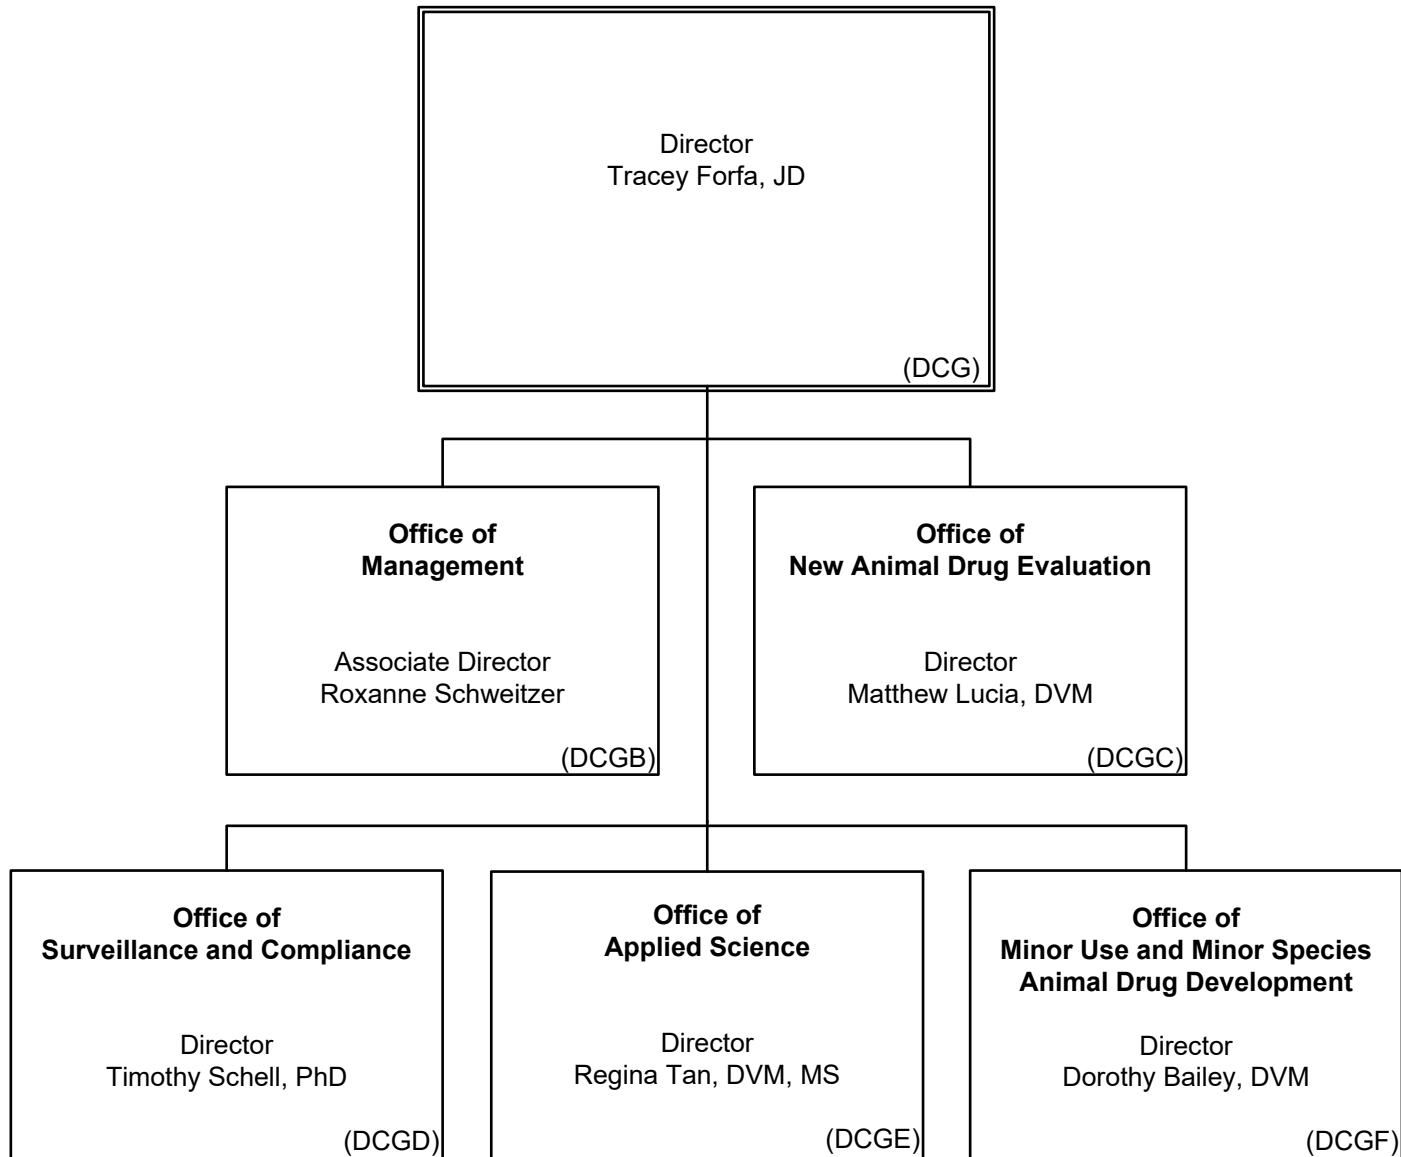 Director
Tracey Forfa, JD
(DCG)
Office of
Management
Associate Director
Roxanne Schweitzer
(DCGB)
Office of
New Animal Drug Evaluation
Director
Matthew Lucia, DVM
(DCGC)
Office of
Surveillance and Compliance
Director
Timothy Schell, PhD
(DCGD)
Office of
Applied Science
Director
Regina Tan, DVM, MS
(DCGE)
Office of
Minor Use and Minor Species
Animal Drug Development
Director
Dorothy Bailey, DVM
(DCGF)